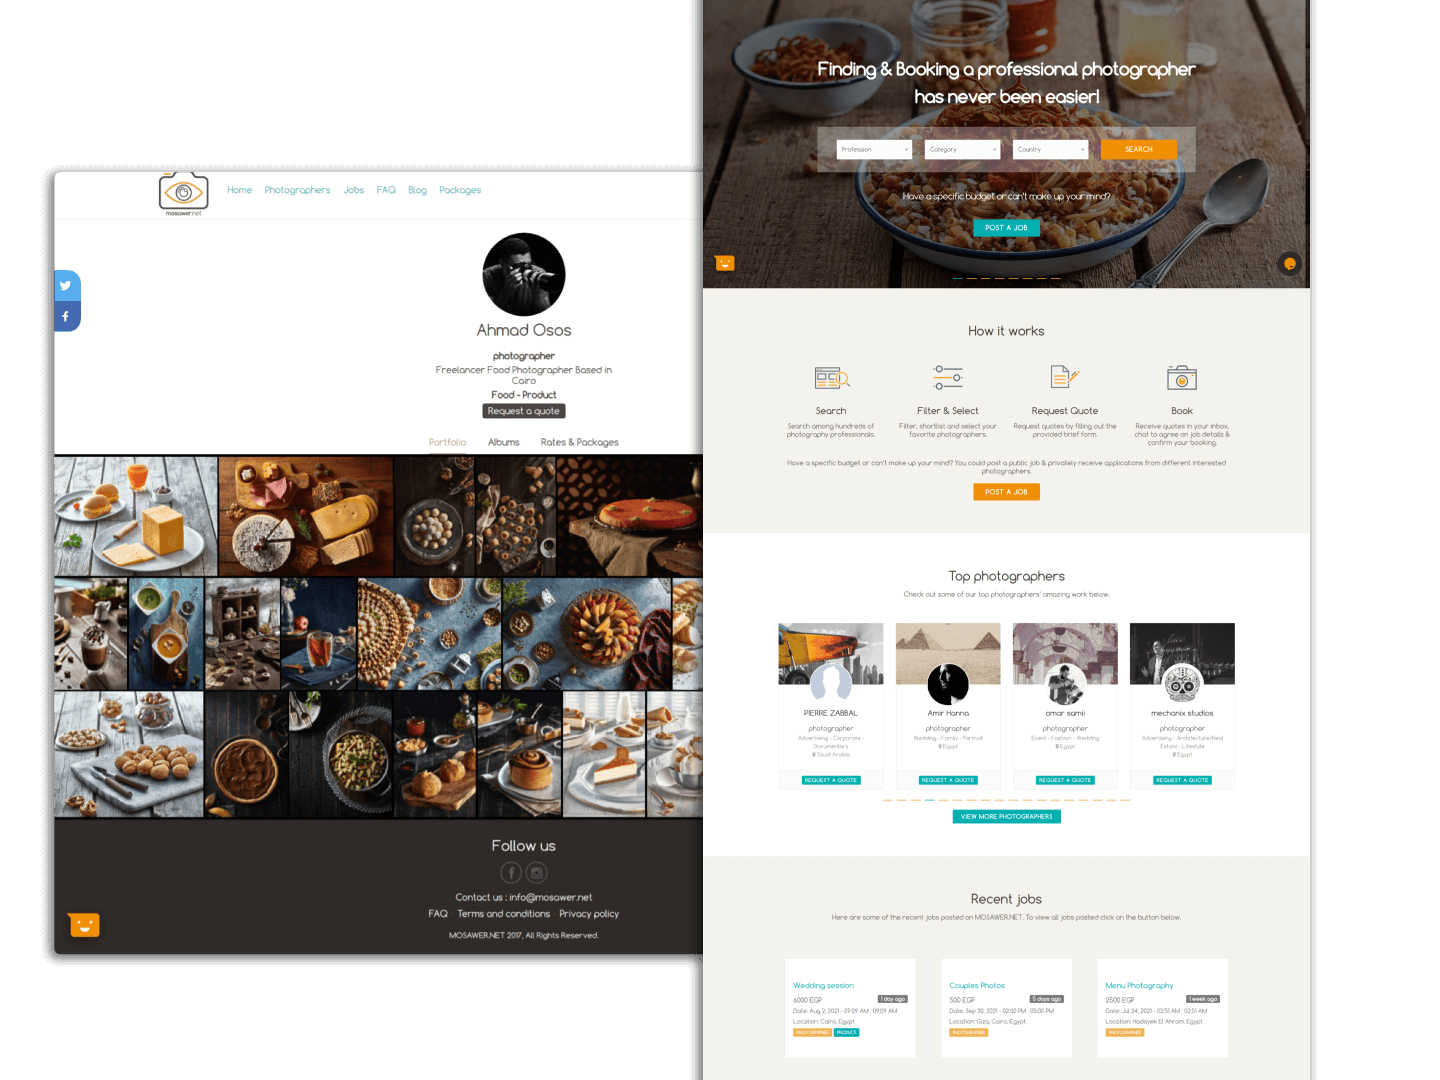 mosawer.net
Home Photographers Jobs FAQ Blog Packages
Ahmad Osos
photographer
Freelancer Food Photographer Based in
Cairo
Food - Product
Request a quote
Portfolio Albums Rates & Packages
Follow us
Contact us : info@mosawer.net
FAQ Terms and conditions Privacy policy
MOSAWER.NET 2017, All Rights Reserved.
Finding & Booking a professional photographer
has never been easier!
Profession Category Country SEARCH
Have a specific budget or can't make up your mind?
POST A JOB
How it works
Search
Search among hundreds of
photography professionals.
Filter & Select
Filter, shortlist and select your
favorite photographers.
Request Quote
Request quotes by filling out the
provided brief form.
Book
Receive quotes in your inbox,
chat to agree on job details &
confirm your booking.
Have a specific budget or can't make up your mind? You could post a public job & privately receive applications from different interested
photographers.
POST A JOB
Top photographers
Check out some of our top photographers' amazing work below.
PIERRE ZABBAL
photographer
Advertising - Corporate -
Documentary
Saudi Arabia
REQUEST A QUOTE
Amir Hanna
photographer
Wedding - Family - Portrait
Egypt
REQUEST A QUOTE
omar samii
photographer
Event - Fashion - Wedding
Egypt
REQUEST A QUOTE
mechanix studios
photographer
Advertising - Architecture/Real
Estate - Lifestyle
Egypt
REQUEST A QUOTE
VIEW MORE PHOTOGRAPHERS
Recent jobs
Here are some of the recent jobs posted on MOSAWER.NET. To view all jobs posted click on the button below.
Wedding session
6000 EGP 1 day ago
Date: Aug 2, 2021 - 09:09 AM : 09:09 AM
Location: Cairo, Egypt
PHOTOGRAPHER PRODUCT
Couples Photos
500 EGP 5 days ago
Date: Sep 30, 2021 - 02:00 PM : 05:00 PM
Location: Giza, Cairo, Egypt
PHOTOGRAPHER
Menu Photography
2500 EGP 1 week ago
Date: Jul 24, 2021 - 02:51 AM : 02:51 AM
Location: Hadayek El Ahram, Egypt
PHOTOGRAPHER